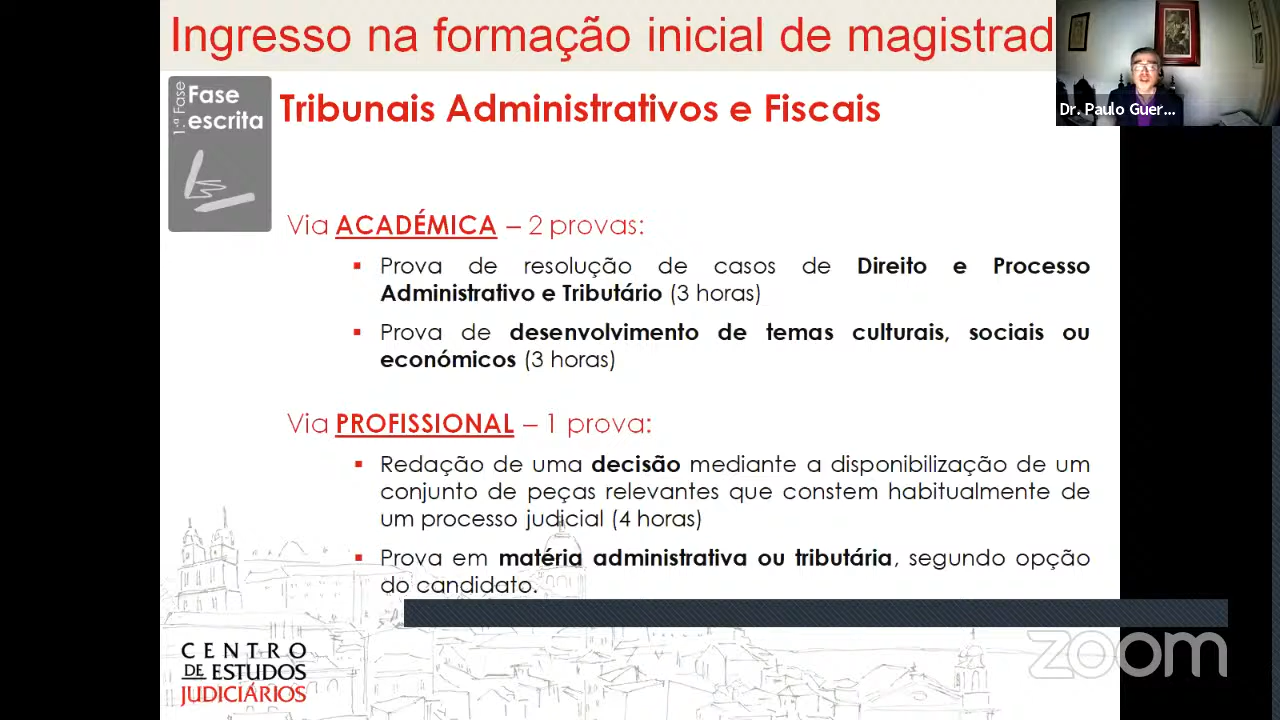 Ingresso na formação inicial de magistrad
Dr. Paulo Guer...
1.ª Fase
Fase
escrita
Tribunais Administrativos e Fiscais
Via ACADÉMICA – 2 provas:
▪ Prova de resolução de casos de Direito e Processo
Administrativo e Tributário (3 horas)
▪ Prova de desenvolvimento de temas culturais, sociais ou
económicos (3 horas)
Via PROFISSIONAL – 1 prova:
▪ Redação de uma decisão mediante a disponibilização de um
conjunto de peças relevantes que constem habitualmente de
um processo judicial (4 horas)
▪ Prova em matéria administrativa ou tributária, segundo opção
do candidato.
CENTRO
DE ESTUDOS
JUDICIÁRIOS
zoom